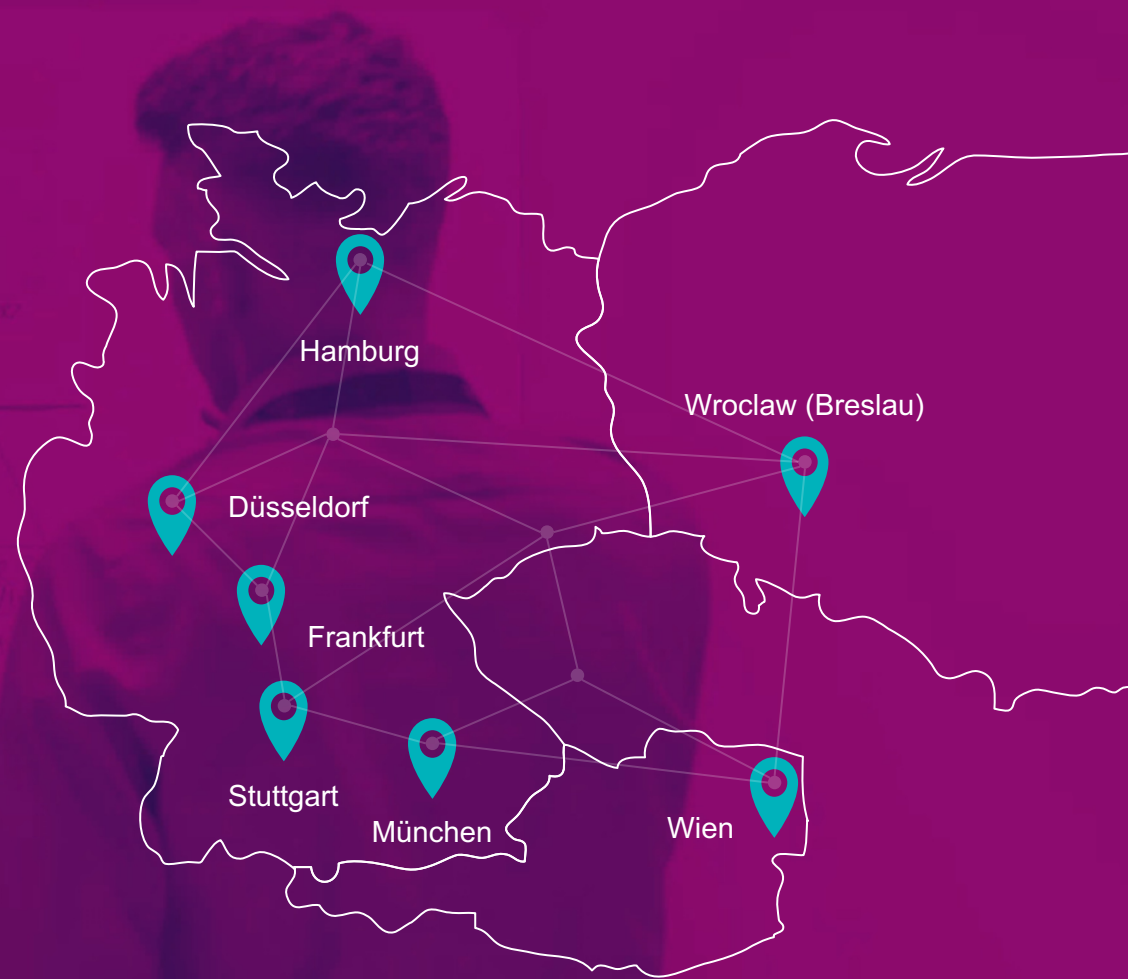 Hamburg
Wroclaw (Breslau)
Düsseldorf
Frankfurt
Stuttgart
München
Wien